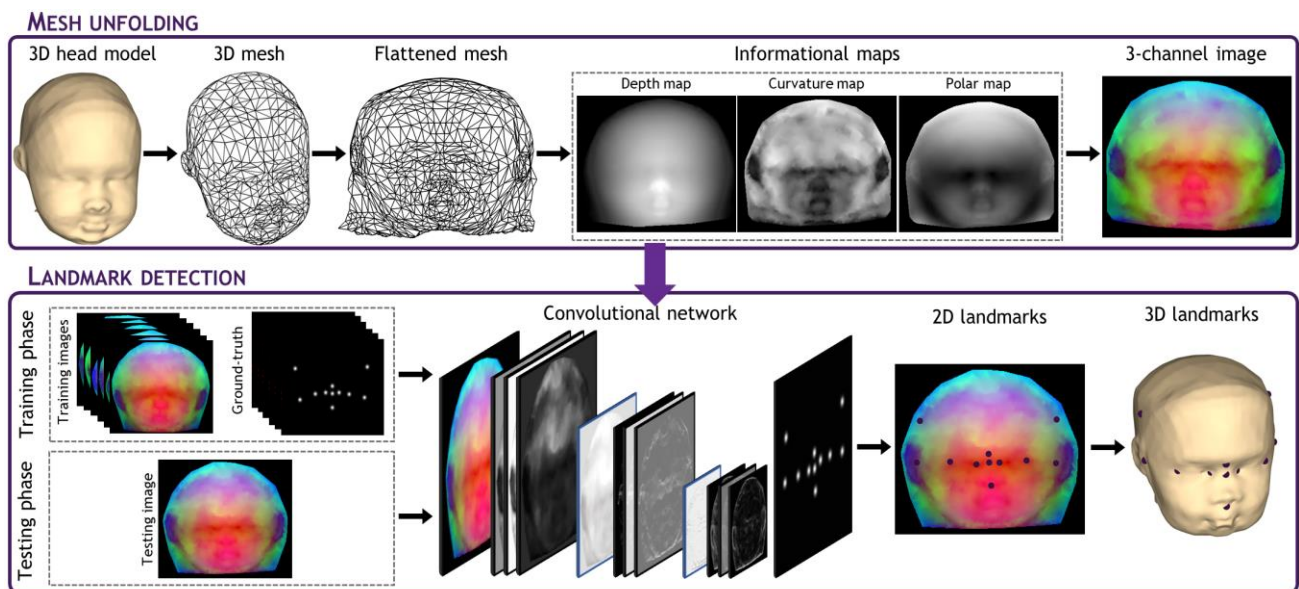 MESH UNFOLDING
3D head model
3D mesh
Flattened mesh
Informational maps
3-channel image
Depth map
Curvature map
Polar map
LANDMARK DETECTION
Training phase
Training images
Ground-truth
Convolutional network
2D landmarks
3D landmarks
Testing phase
Testing image